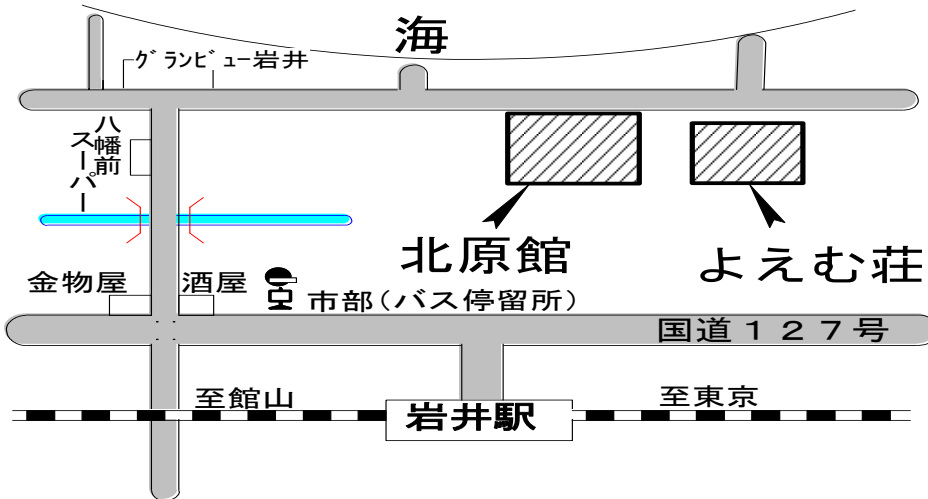 海
グランビュー岩井
八幡前
スーパー
北原館
よえむ荘
金物屋
酒屋
市部(バス停留所)
国道127号
至館山
至東京
岩井駅